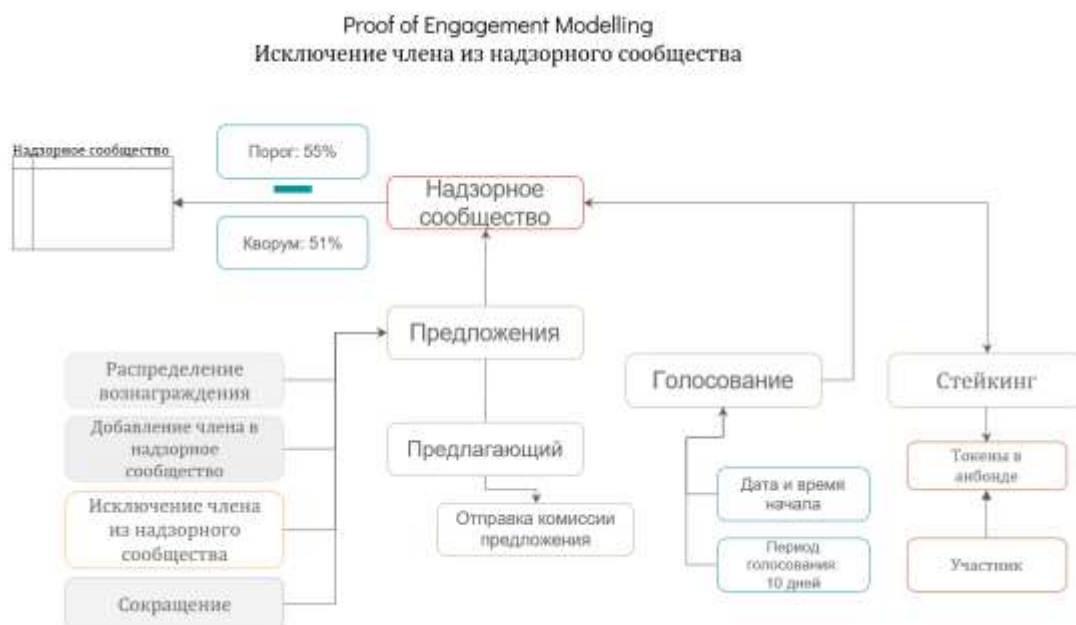 Proof of Engagement Modelling
Исключение члена из надзорного сообщества
Надзорное сообщество
Порог: 55%
Кворум: 51%
Надзорное
сообщество
Предложения
Распределение
вознаграждения
Добавление члена в
надзорное
сообщество
Исключение члена
из надзорного
сообщества
Сокращение
Предлагающий
Отправка комиссии
предложения
Голосование
Дата и время
начала
Период
голосования
10 дней
Стейкинг
Токены в
анбонде
Участник